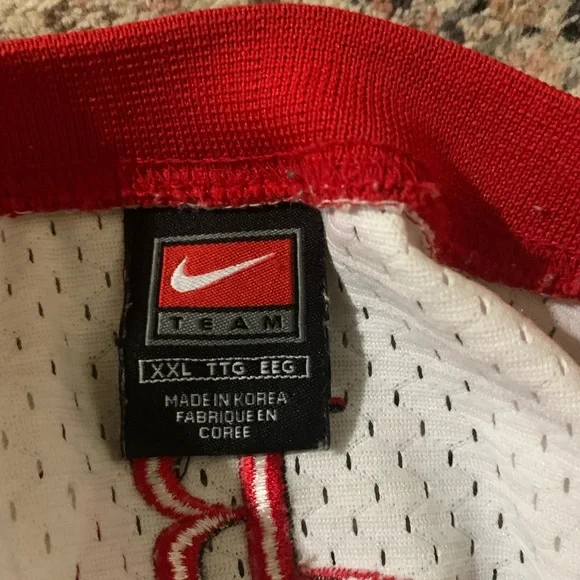 TEAM
XXL TTG EEG
MADE IN KOREA
FABRIQUE EN
COREE